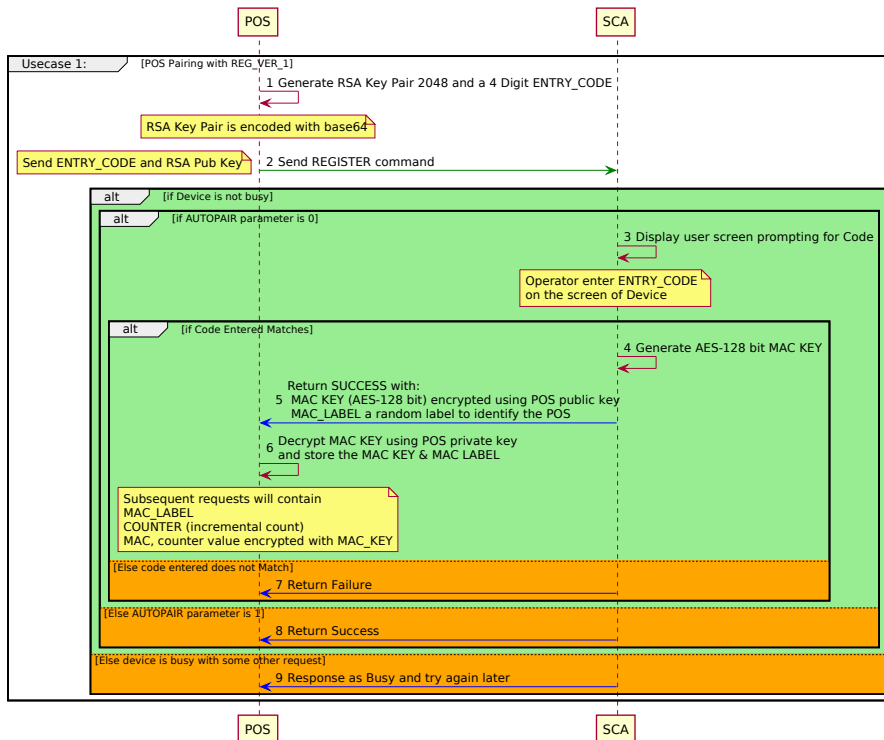 POS
SCA
Usecase 1:
[POS Pairing with REG_VER_1]
1 Generate RSA Key Pair 2048 and a 4 Digit ENTRY_CODE
RSA Key Pair is encoded with base64
Send ENTRY_CODE and RSA Pub Key
2 Send REGISTER command
alt
[if Device is not busy]
alt
[if AUTOPAIR parameter is 0]
3 Display user screen prompting for Code
Operator enter ENTRY_CODE
on the screen of Device
alt
[if Code Entered Matches]
4 Generate AES-128 bit MAC KEY
Return SUCCESS with:
5 MAC KEY (AES-128 bit) encrypted using POS public key
MAC_LABEL a random label to identify the POS
6 Decrypt MAC KEY using POS private key
and store the MAC KEY & MAC LABEL
Subsequent requests will contain
MAC_LABEL
COUNTER (incremental count)
MAC, counter value encrypted with MAC_KEY
[Else code entered does not Match]
7 Return Failure
[Else AUTOPAIR parameter is 1]
8 Return Success
[Else device is busy with some other request]
9 Response as Busy and try again later
POS
SCA